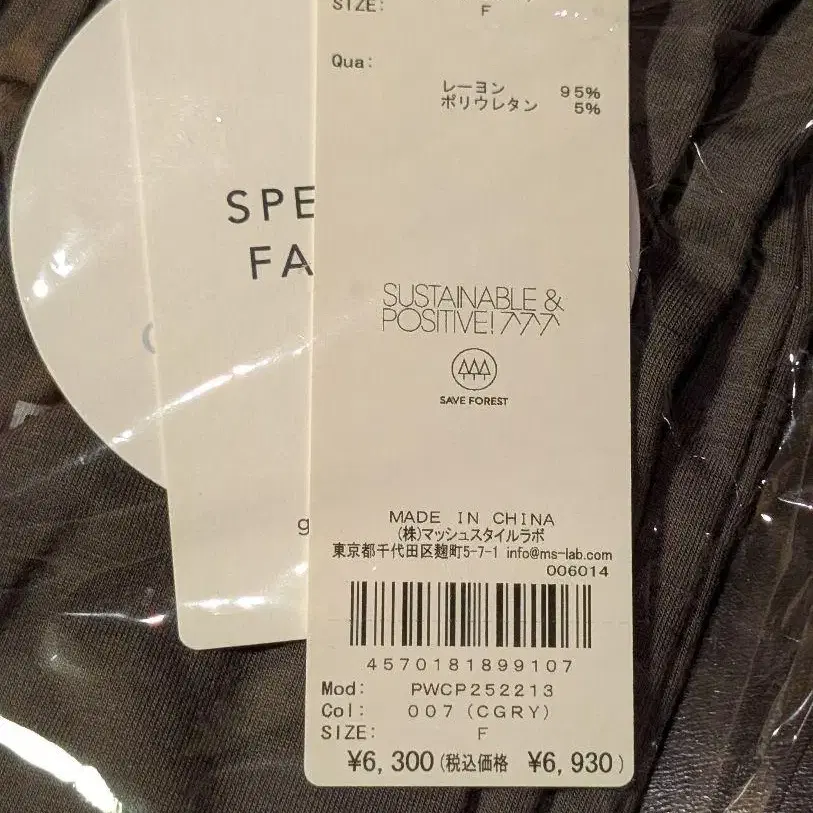 SIZE: F
Qua:
レーヨン 95%
ポリウレタン 5%
SPE
FA
SUSTAINABLE &
POSITIVE!
SAVE FOREST
MADE IN CHINA
(株)マッシュスタイルラボ
東京都千代田区麹町5-7-1 info@ms-lab.com
006014
4570181899107
Mod: PWCP252213
Col: 007(CGRY)
SIZE: F
¥6,300(税込価格 ¥6,930)